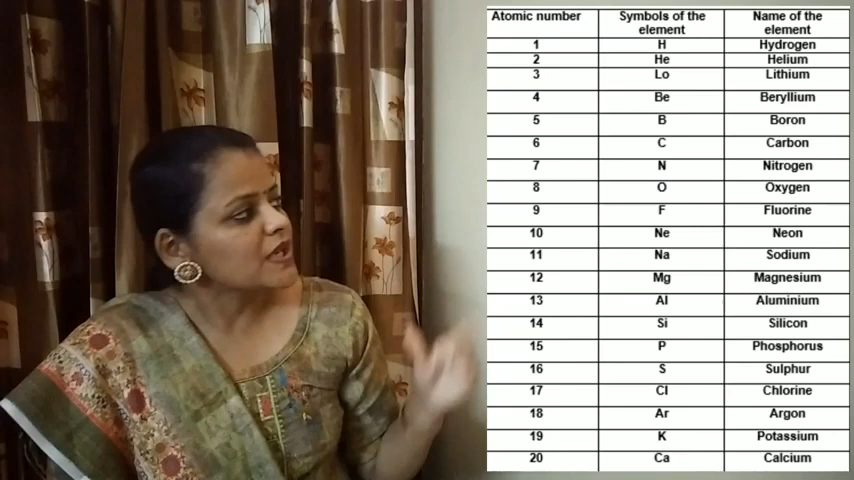 Atomic number Symbols of the element Name of the element
1 H Hydrogen
2 He Helium
3 Lo Lithium
4 Be Beryllium
5 B Boron
6 C Carbon
7 N Nitrogen
8 O Oxygen
9 F Fluorine
10 Ne Neon
11 Na Sodium
12 Mg Magnesium
13 Al Aluminium
14 Si Silicon
15 P Phosphorus
16 S Sulphur
17 Cl Chlorine
18 Ar Argon
19 K Potassium
20 Ca Calcium